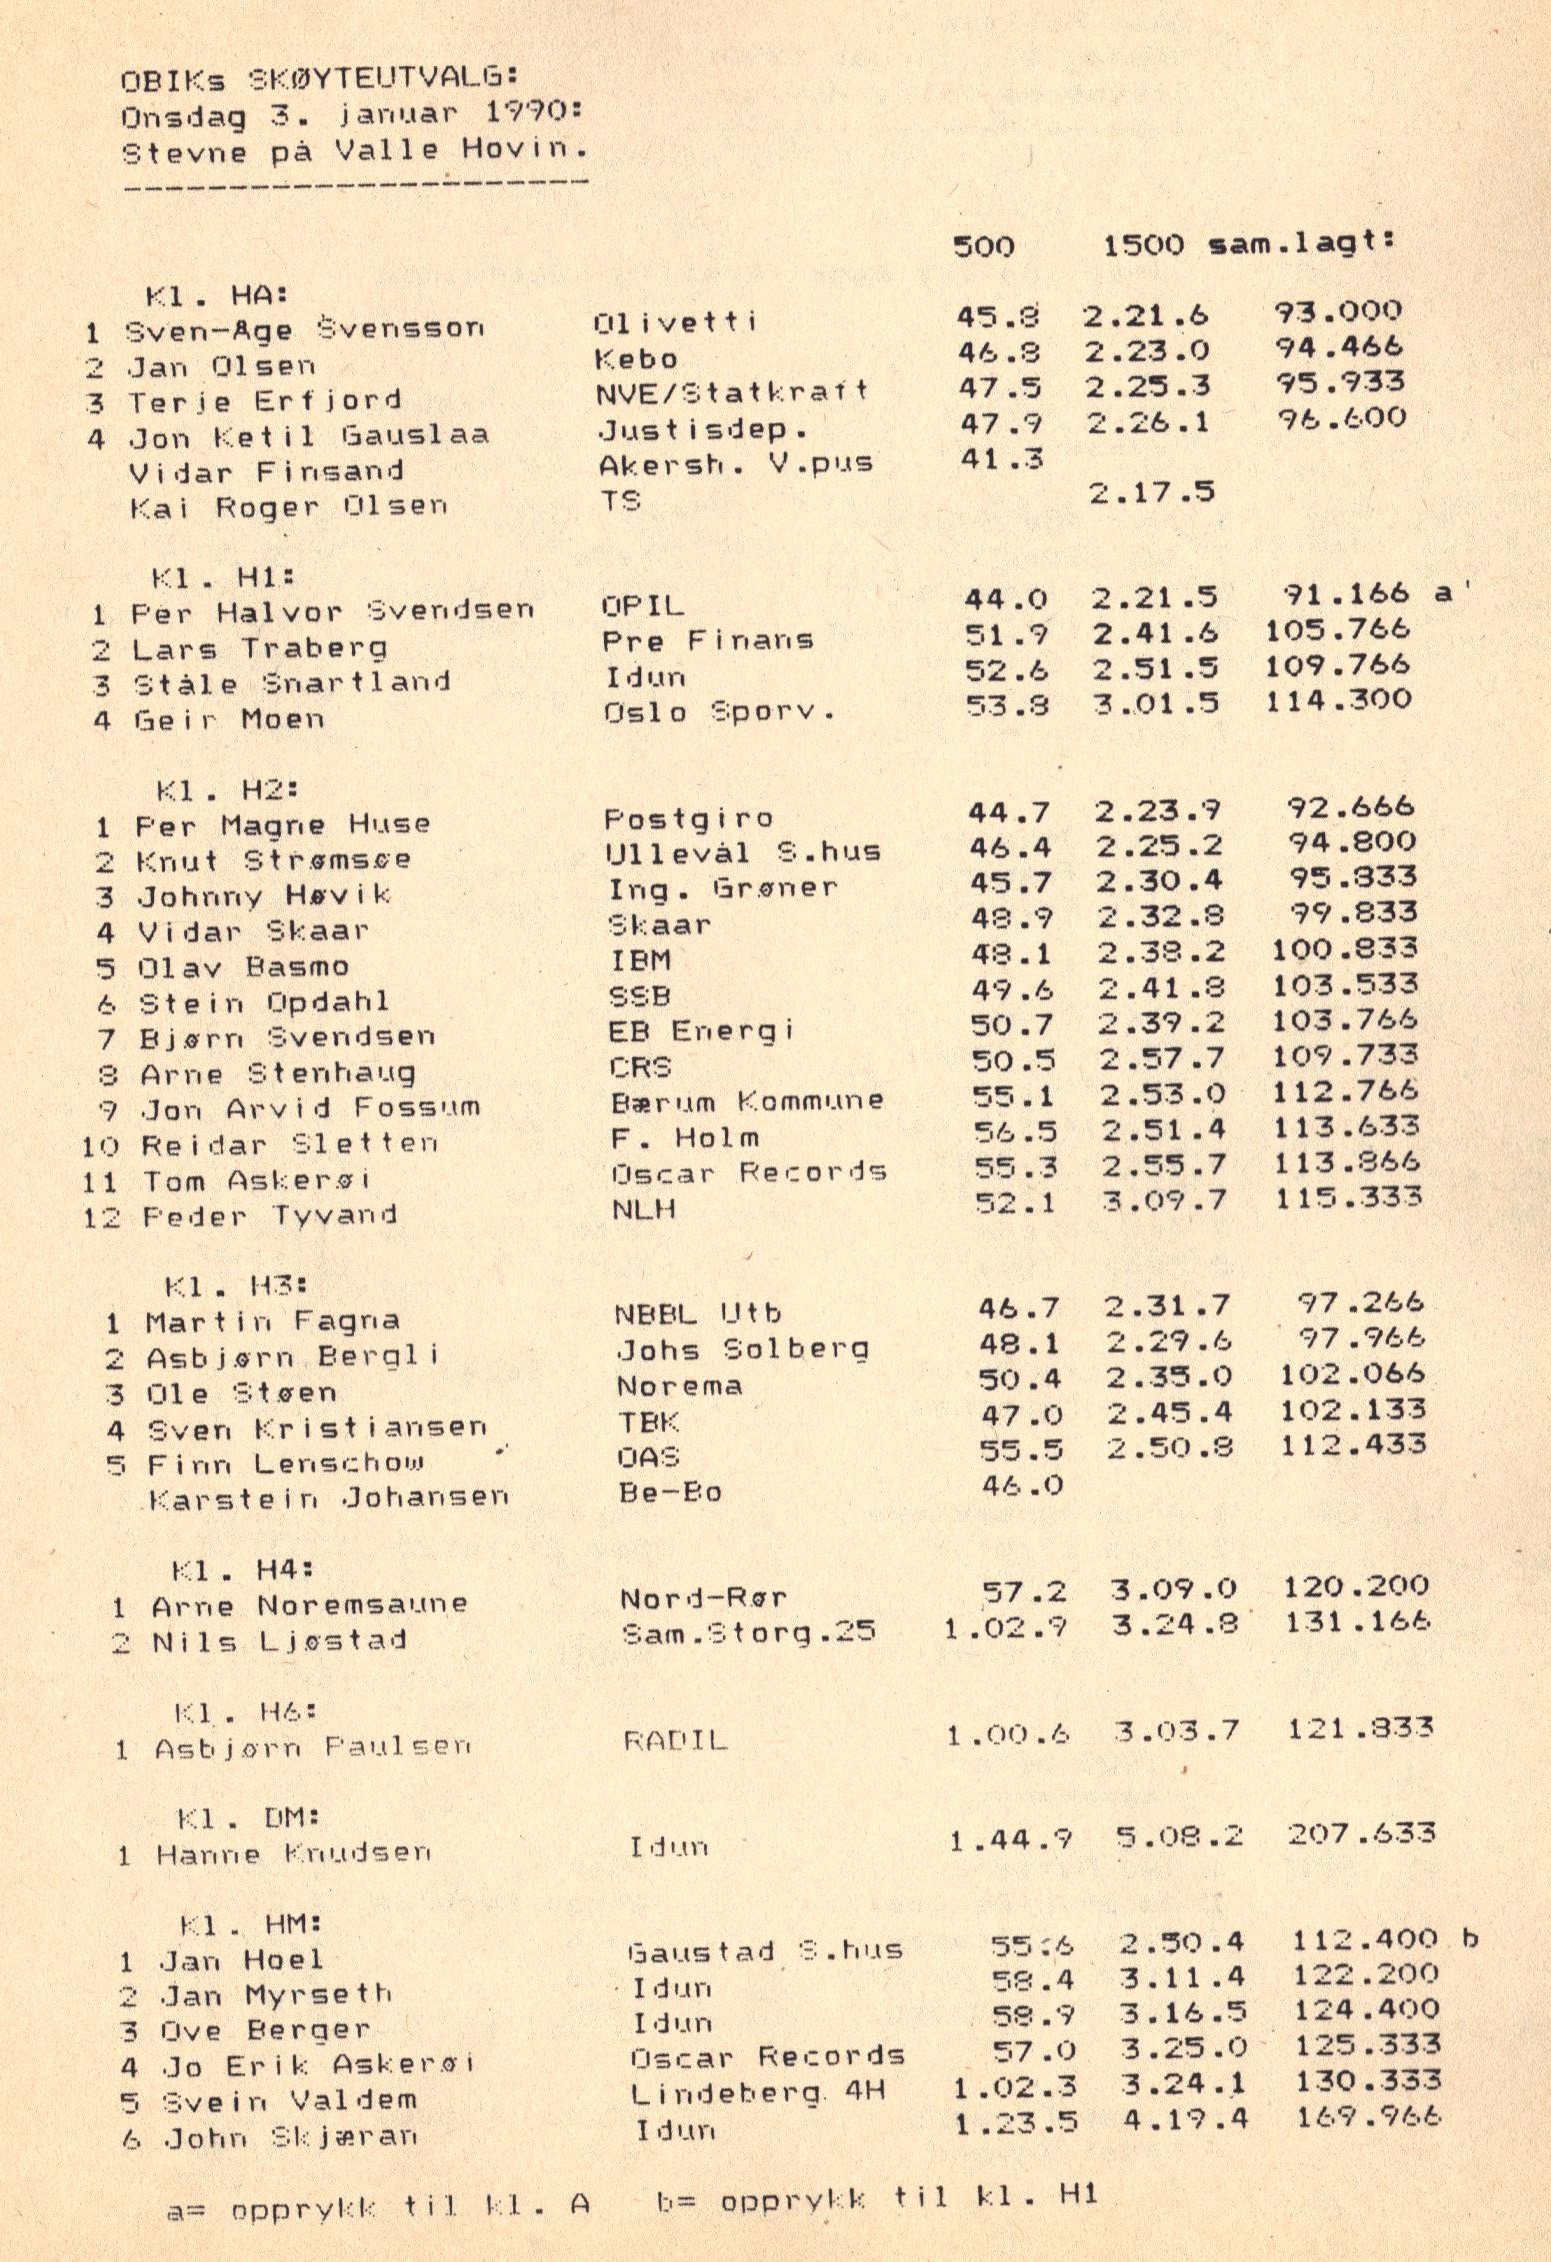 OBIKs SKØYTEUTVALG:
Onsdag 3. januar 1990:
Stevne på Valle Hovin.
----------------------
500 1500 sam.lagt:
Kl. HA:
1 Sven-Åge Svensson Olivetti 45.8 2.21.6 93.000
2 Jan Olsen Kebo 46.8 2.23.0 94.466
3 Terje Erfjord NVE/Statkraft 47.5 2.25.3 95.933
4 Jon Ketil Gauslaa Justisdep. 47.9 2.26.1 96.600
Vidar Finsand Akersh. V.pus 41.3
Kai Roger Olsen TS 2.17.5
Kl. H1:
1 Per Halvor Svendsen OPIL 44.0 2.21.5 91.166 a
2 Lars Traberg Pre Finans 51.9 2.41.6 105.766
3 Ståle Snartland Idun 52.6 2.51.5 109.766
4 Geir Moen Oslo Sporv. 53.8 3.01.5 114.300
Kl. H2:
1 Per Magne Huse Postgiro 44.7 2.23.9 92.666
2 Knut Strømsøe Ullevål S.hus 46.4 2.25.2 94.800
3 Johnny Høvik Ing. Grøner 45.7 2.30.4 95.833
4 Vidar Skaar Skaar 48.9 2.32.8 99.833
5 Olav Basmo IBM 48.1 2.38.2 100.833
6 Stein Opdahl SSB 49.6 2.41.8 103.533
7 Bjørn Svendsen EB Energi 50.7 2.39.2 103.766
8 Arne Stenhaug CRS 50.5 2.57.7 109.733
9 Jon Arvid Fossum Bærum Kommune 55.1 2.53.0 112.766
10 Reidar Sletten F. Holm 56.5 2.51.4 113.633
11 Tom Askerøi Oscar Records 55.3 2.55.7 113.866
12 Peder Tyvand NLH 52.1 3.09.7 115.333
Kl. H3:
1 Martin Fagna NBBL Utb 46.7 2.31.7 97.266
2 Asbjørn Bergli Johs Solberg 48.1 2.29.6 97.966
3 Ole Støen Norema 50.4 2.35.0 102.066
4 Sven Kristiansen TBK 47.0 2.45.4 102.133
5 Finn Lenschow OAS 55.5 2.50.8 112.433
Karstein Johansen Be-Bo 46.0
Kl. H4:
1 Arne Noremsaune Nord-Rør 57.2 3.09.0 120.200
2 Nils Ljøstad Sam.Storg.25 1.02.9 3.24.8 131.166
Kl. H6:
1 Asbjørn Paulsen RADIL 1.00.6 3.03.7 121.833
Kl. DM:
1 Hanne Knudsen Idun 1.44.9 5.08.2 207.633
Kl. HM:
1 Jan Hoel Gaustad S.hus 55.6 2.50.4 112.400 b
2 Jan Myrseth Idun 58.4 3.11.4 122.200
3 Ove Berger Idun 58.9 3.16.5 124.400
4 Jo Erik Askerøi Oscar Records 57.0 3.25.0 125.333
5 Svein Valdem Lindeberg 4H 1.02.3 3.24.1 130.333
6 John Skjæran Idun 1.23.5 4.19.4 169.966
a= opprykk til kl. A b= opprykk til kl. H1